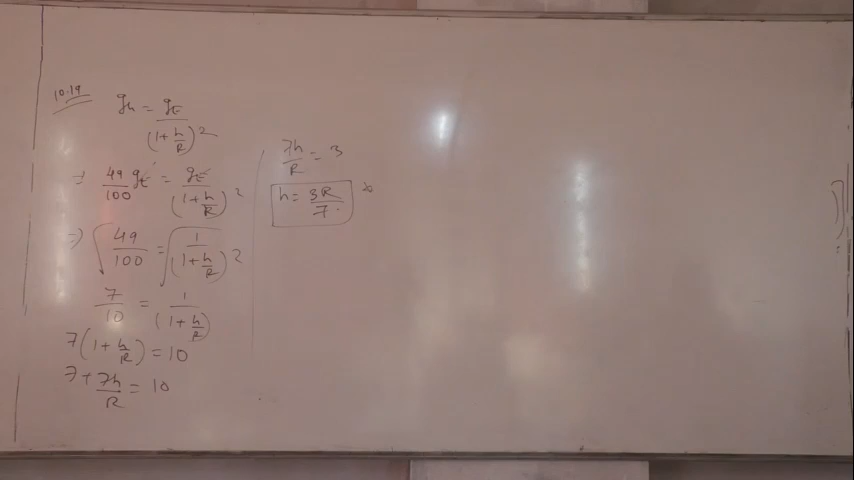 10.19
gh = gE / (1 + h/R)²
⇒ 49/100 gE = gE / (1 + h/R)²
⇒ √(49/100) = √(1 / (1 + h/R)²)
7/10 = 1 / (1 + h/R)
7(1 + h/R) = 10
7 + 7h/R = 10
7h/R = 3
h = 3R/7